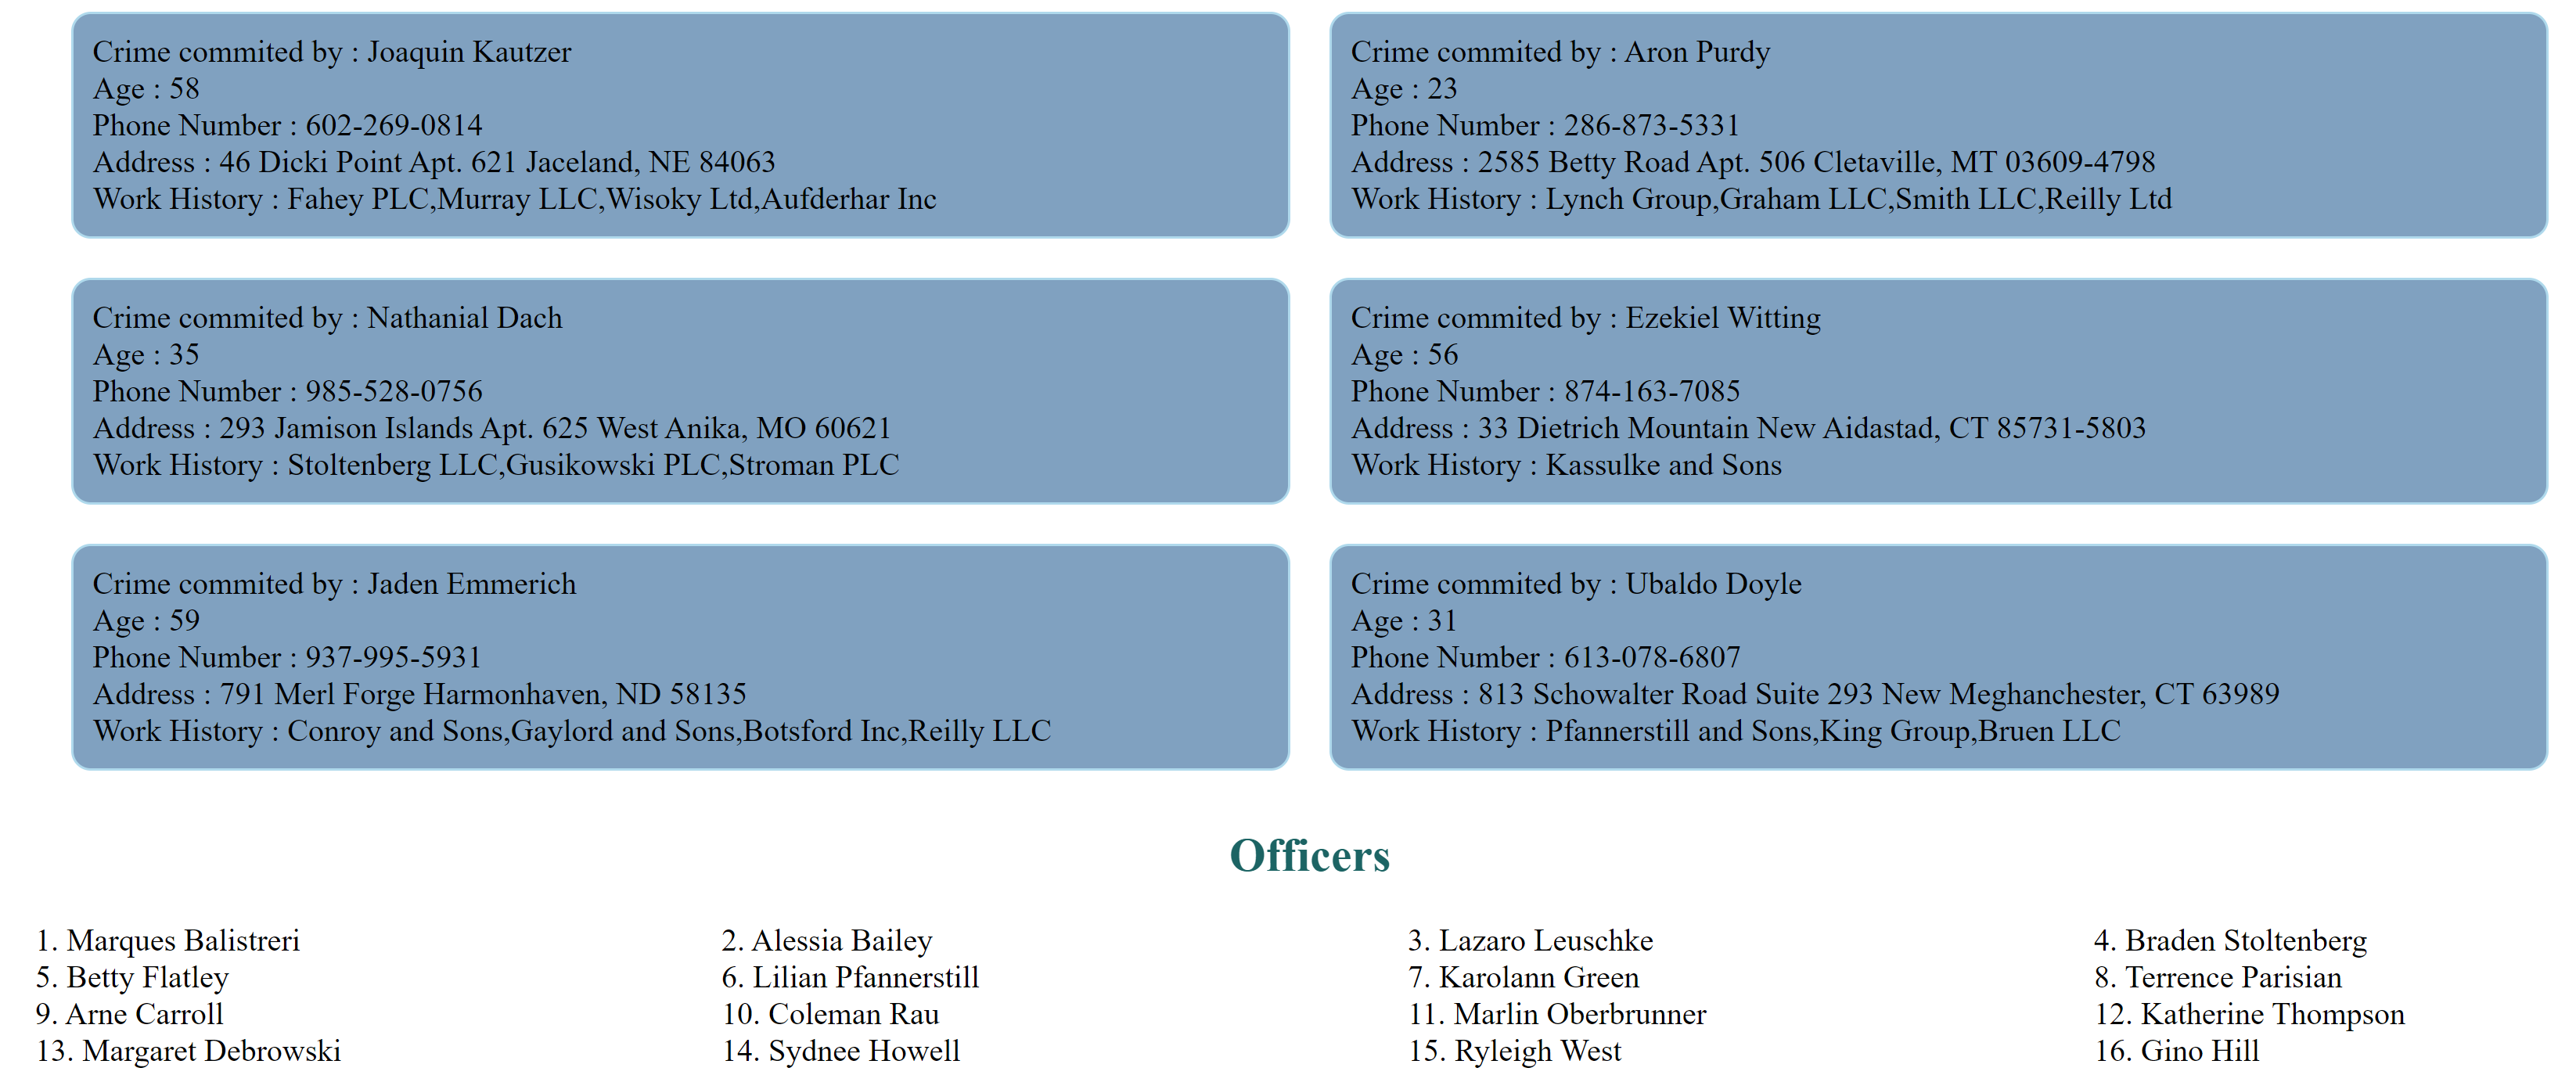 Crime commited by : Joaquin Kautzer
Age : 58
Phone Number : 602-269-0814
Address : 46 Dicki Point Apt. 621 Jaceland, NE 84063
Work History : Fahey PLC,Murray LLC,Wisoky Ltd,Aufderhar Inc
Crime commited by : Aron Purdy
Age : 23
Phone Number : 286-873-5331
Address : 2585 Betty Road Apt. 506 Cletaville, MT 03609-4798
Work History : Lynch Group,Graham LLC,Smith LLC,Reilly Ltd
Crime commited by : Nathanial Dach
Age : 35
Phone Number : 985-528-0756
Address : 293 Jamison Islands Apt. 625 West Anika, MO 60621
Work History : Stoltenberg LLC,Gusikowski PLC,Stroman PLC
Crime commited by : Ezekiel Witting
Age : 56
Phone Number : 874-163-7085
Address : 33 Dietrich Mountain New Aidastad, CT 85731-5803
Work History : Kassulke and Sons
Crime commited by : Jaden Emmerich
Age : 59
Phone Number : 937-995-5931
Address : 791 Merl Forge Harmonhaven, ND 58135
Work History : Conroy and Sons,Gaylord and Sons,Botsford Inc,Reilly LLC
Crime commited by : Ubaldo Doyle
Age : 31
Phone Number : 613-078-6807
Address : 813 Schowalter Road Suite 293 New Meghanchester, CT 63989
Work History : Pfannerstill and Sons,King Group,Bruen LLC
Officers
1. Marques Balistreri
2. Alessia Bailey
3. Lazaro Leuschke
4. Braden Stoltenberg
5. Betty Flatley
6. Lilian Pfannerstill
7. Karolann Green
8. Terrence Parisian
9. Arne Carroll
10. Coleman Rau
11. Marlin Oberbrunner
12. Katherine Thompson
13. Margaret Debrowski
14. Sydnee Howell
15. Ryleigh West
16. Gino Hill